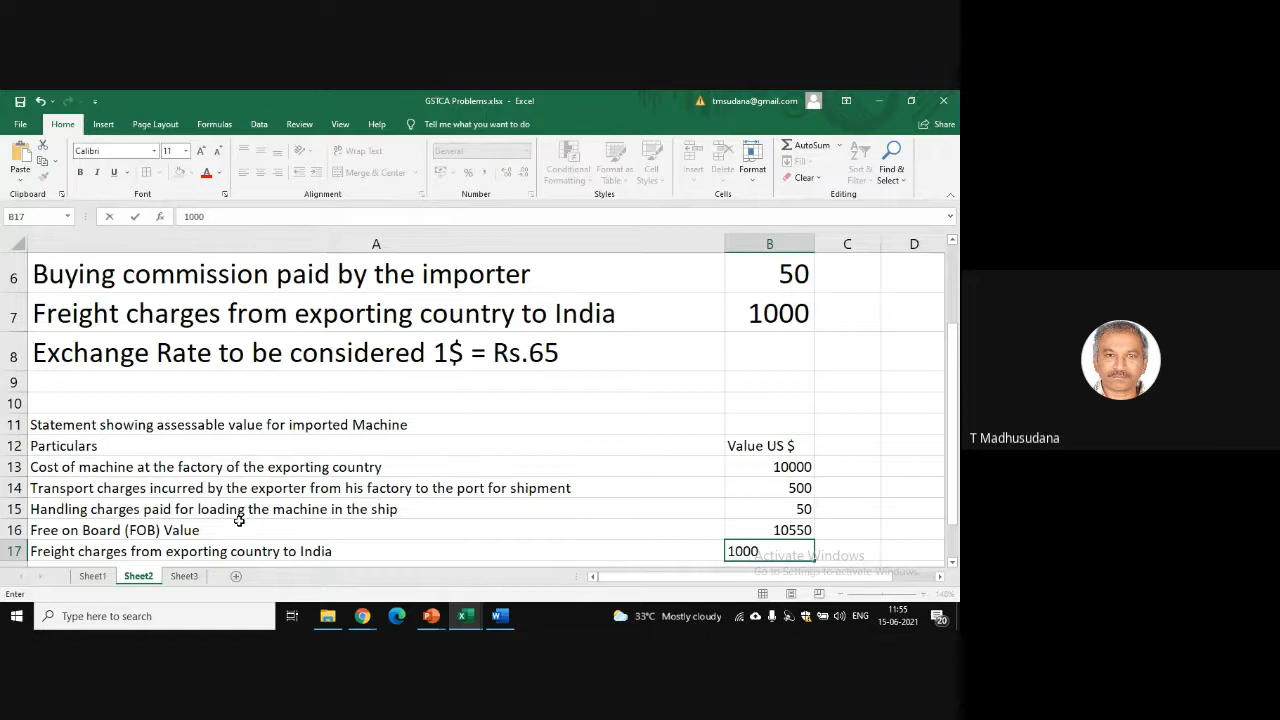 GSTCA Problems.xlsx - Excel
tmsudana@gmail.com
File Home Insert Page Layout Formulas Data Review View Help Tell me what you want to do
Share
Paste
Calibri 11
B I U
Wrap Text
Merge & Center
General
Conditional Formatting
Format as Table
Cell Styles
Insert Delete Format
AutoSum
Fill
Clear
Sort & Filter
Find & Select
Clipboard Font Alignment Number Styles Cells Editing
B17 fx 1000
A B C D
6 Buying commission paid by the importer 50
7 Freight charges from exporting country to India 1000
8 Exchange Rate to be considered 1$ = Rs.65
9
10
11 Statement showing assessable value for imported Machine
12 Particulars Value US $
13 Cost of machine at the factory of the exporting country 10000
14 Transport charges incurred by the exporter from his factory to the port for shipment 500
15 Handling charges paid for loading the machine in the ship 50
16 Free on Board (FOB) Value 10550
17 Freight charges from exporting country to India 1000
Activate Windows
Go to Settings to activate Windows.
Sheet1 Sheet2 Sheet3
Enter
148%
Type here to search
33°C Mostly cloudy
ENG
11:55
15-06-2021
20
T Madhusudana